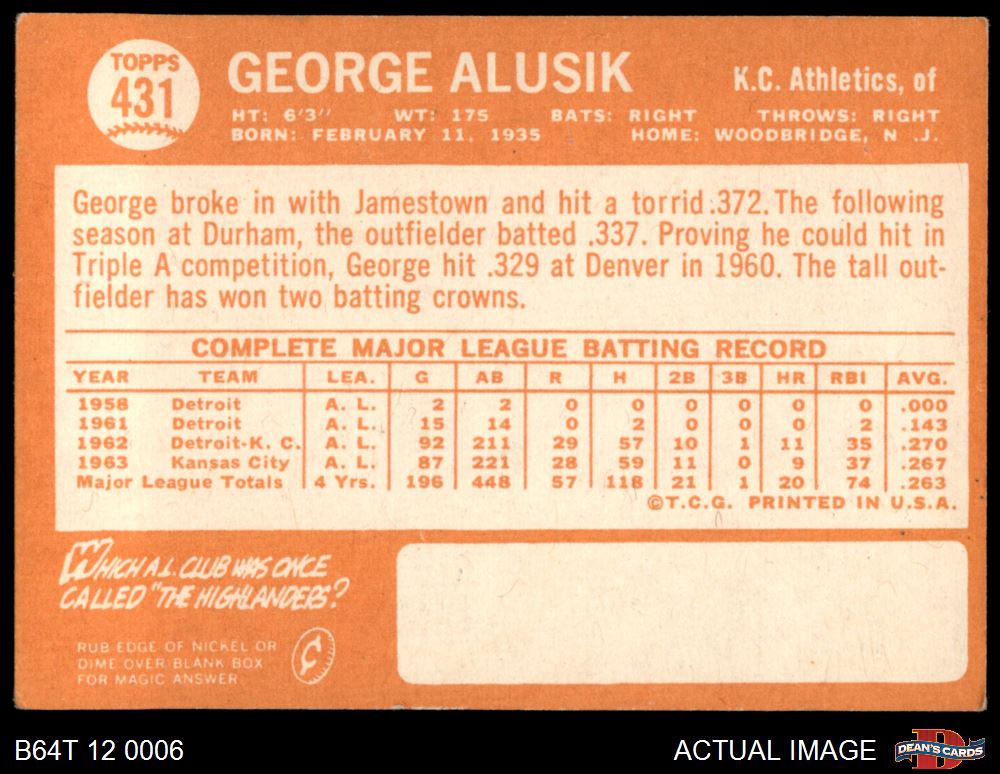 TOPPS
431
GEORGE ALUSIK
K.C. Athletics, of
HT: 6'3" WT: 175 BATS: RIGHT THROWS: RIGHT
BORN: FEBRUARY 11, 1935 HOME: WOODBRIDGE, N .J.
George broke in with Jamestown and hit a torrid .372. The following
season at Durham, the outfielder batted .337. Proving he could hit in
Triple A competition, George hit .329 at Denver in 1960. The tall out-
fielder has won two batting crowns.
COMPLETE MAJOR LEAGUE BATTING RECORD
YEAR TEAM LEA. G AB R H 2B 3B HR RBI AVG.
1958 Detroit A. L. 2 2 0 0 0 0 0 0 .000
1961 Detroit A. L. 15 14 0 2 0 0 0 2 .143
1962 Detroit-K. C. A. L. 92 211 29 57 10 1 11 35 .270
1963 Kansas City A. L. 87 221 28 59 11 0 9 37 .267
Major League Totals 4 Yrs. 196 448 57 118 21 1 20 74 .263
©T.C.G. PRINTED IN U.S.A.
WHICH A.L. CLUB WAS ONCE
CALLED "THE HIGHLANDERS?
RUB EDGE OF NICKEL OR
DIME OVER BLANK BOX
FOR MAGIC ANSWER
¢
B64T 12 0006
ACTUAL IMAGE
D
DEAN'S CARDS